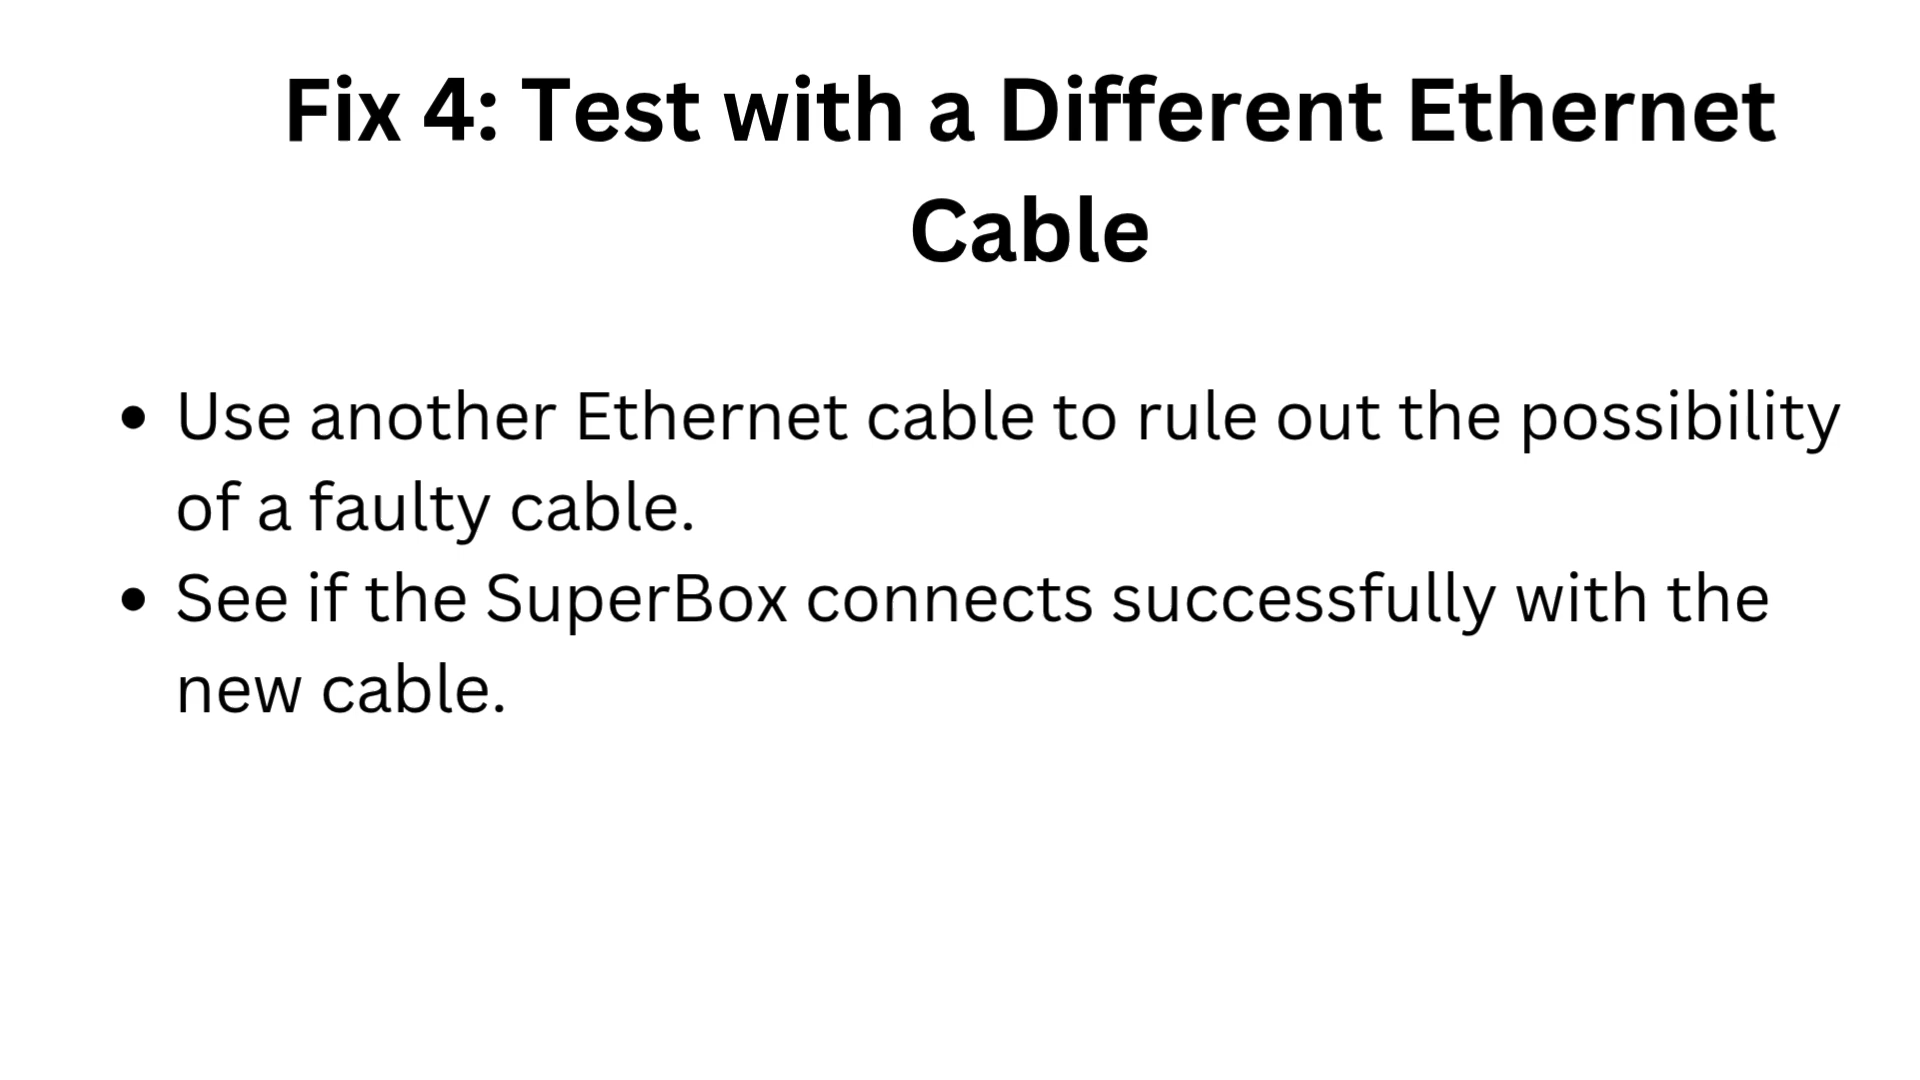 Fix 4: Test with a Different Ethernet
Cable
• Use another Ethernet cable to rule out the possibility
of a faulty cable.
• See if the SuperBox connects successfully with the
new cable.